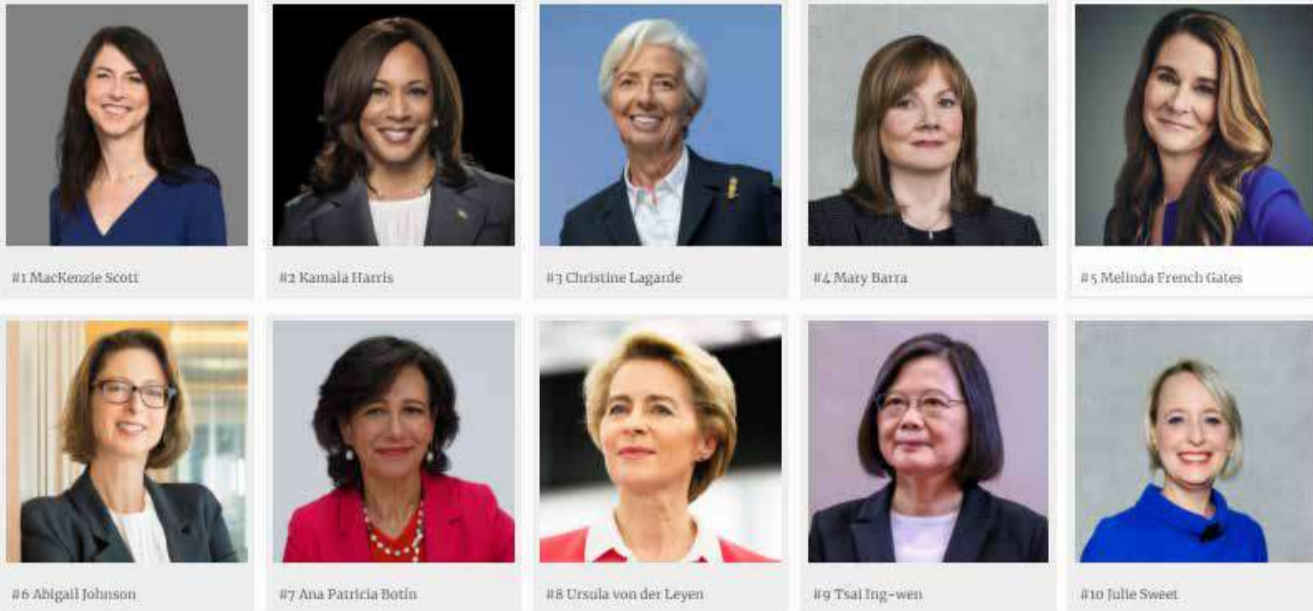 #1 MacKenzie Scott
#2 Kamala Harris
#3 Christine Lagarde
#4 Mary Barra
#5 Melinda French Gates
#6 Abigail Johnson
#7 Ana Patricia Botín
#8 Ursula von der Leyen
#9 Tsai Ing-wen
#10 Julie Sweet